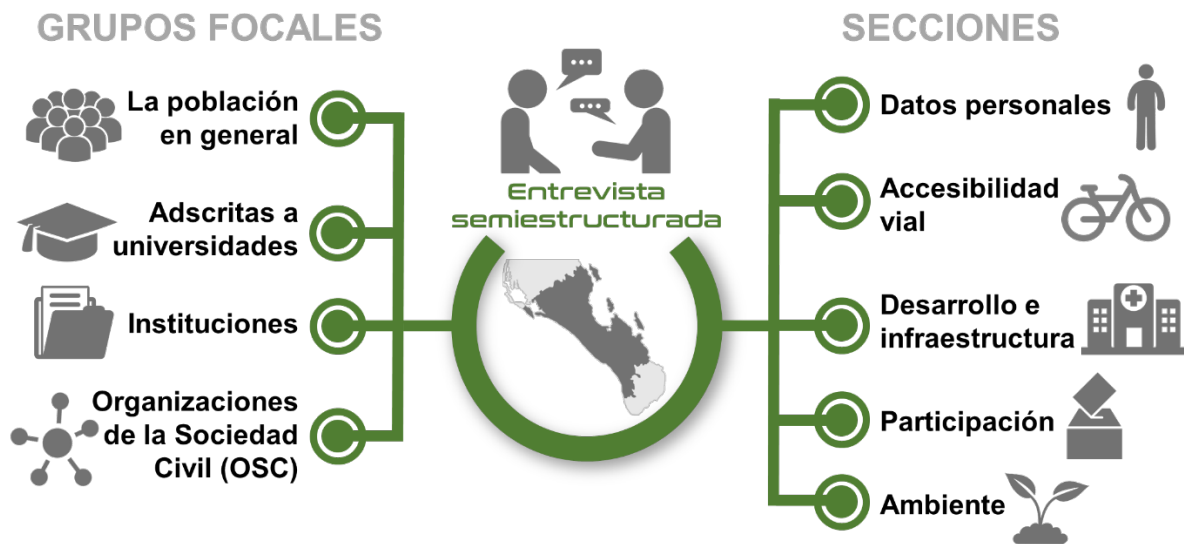 GRUPOS FOCALES
La población
en general
Adscritas a
universidades
Instituciones
Organizaciones
de la Sociedad
Civil (OSC)
Entrevista
semiestructurada
SECCIONES
Datos personales
Accesibilidad
vial
Desarrollo e
infraestructura
Participación
Ambiente